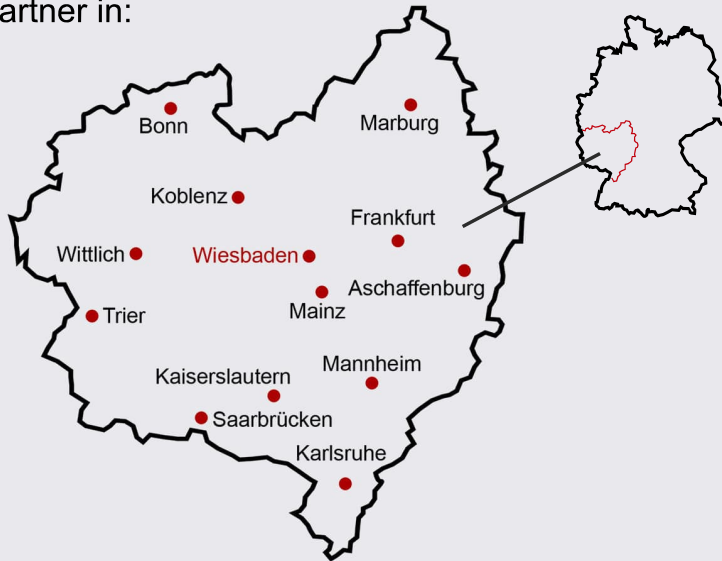 artner in:
Bonn
Marburg
Koblenz
Frankfurt
Wittlich
Wiesbaden
Aschaffenburg
Mainz
Trier
Mannheim
Kaiserslautern
Saarbrücken
Karlsruhe